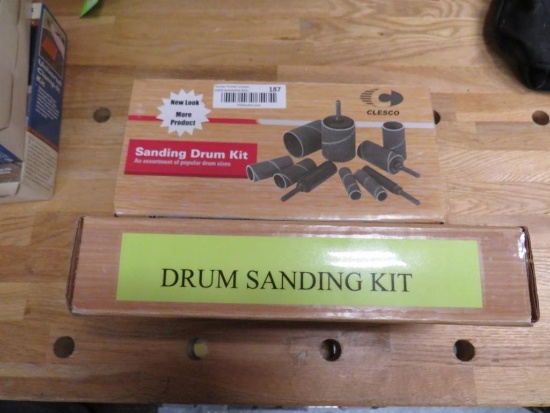 187
New Look
More
Product
CLESCO
Sanding Drum Kit
An assortment of popular drum sizes
DRUM SANDING KIT